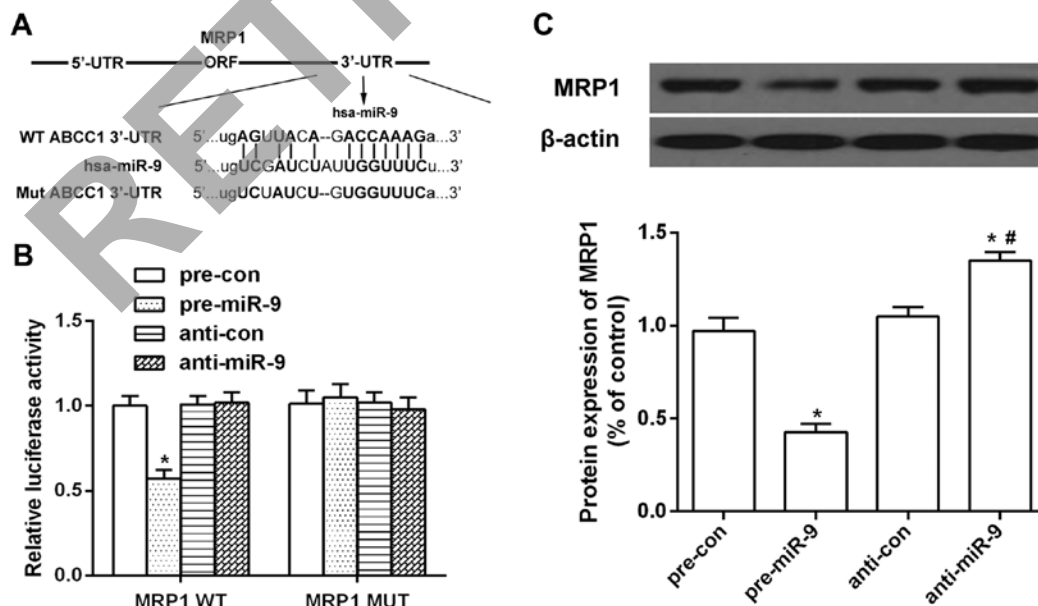 A
MRP1
5'-UTR ORF 3'-UTR
hsa-miR-9
WT ABCC1 3'-UTR 5'...ugAGUUACA--GACCAAAGa...3'
hsa-miR-9 5'...ugUCGAUCUAUUGGUUUCu...3'
Mut ABCC1 3'-UTR 5'...ugUCUAUCU--GUGGUUUCa...3'
B
pre-con
pre-miR-9
anti-con
anti-miR-9
Relative luciferase activity
1.5
*
1.0
0.5
0.0
MRP1 WT MRP1 MUT
C
MRP1
β-actin
Protein expression of MRP1
(% of control)
1.5
1.0
0.5
0.0
*
* #
pre-con
pre-miR-9
anti-con
anti-miR-9
RETR